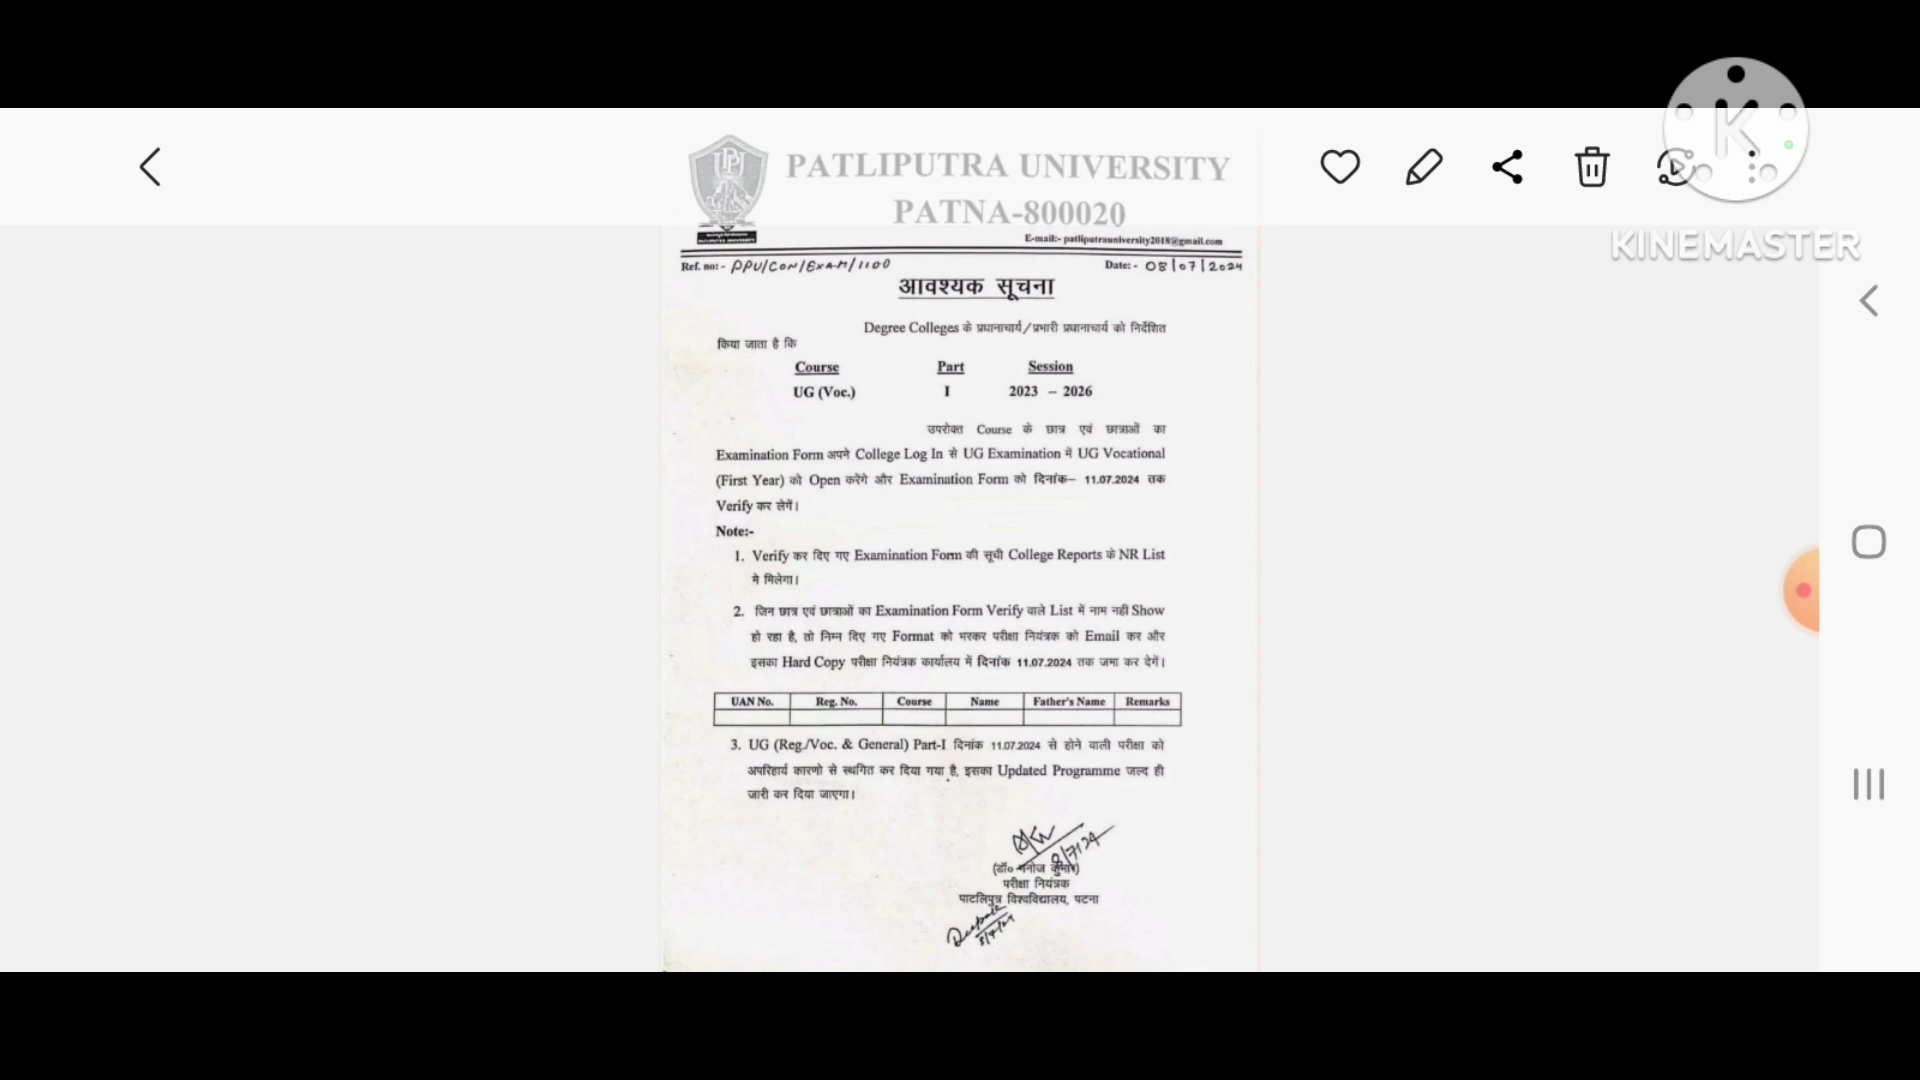 PATLIPUTRA UNIVERSITY
PATNA-800020
E-mail:- patliputrauniversity2018@gmail.com
Ref. no:- PPU/CON/EXAM/1100
Date:- 08/07/2024
आवश्यक सूचना
Degree Colleges के प्रधानाचार्य/प्रभारी प्रधानाचार्य को निर्देशित
किया जाता है कि
Course Part Session
UG (Voc.) I 2023 – 2026
उपरोक्त Course के छात्र एवं छात्राओं का
Examination Form अपने College Log In से UG Examination में UG Vocational
(First Year) को Open करेंगे और Examination Form को दिनांक– 11.07.2024 तक
Verify कर लेगें।
Note:-
1. Verify कर दिए गए Examination Form की सूची College Reports के NR List
मे मिलेगा।
2. जिन छात्र एवं छात्राओं का Examination Form Verify वाले List में नाम नहीं Show
हो रहा है, तो निम्न दिए गए Format को भरकर परीक्षा नियंत्रक को Email कर और
इसका Hard Copy परीक्षा नियंत्रक कार्यालय में दिनांक 11.07.2024 तक जमा कर देगें।
UAN No. Reg. No. Course Name Father's Name Remarks
3. UG (Reg./Voc. & General) Part-I दिनांक 11.07.2024 से होने वाली परीक्षा को
अपरिहार्य कारणो से स्थगित कर दिया गया है, इसका Updated Programme जल्द ही
जारी कर दिया जाएगा।
8/7/24
(डॉ० मनोज कुमार)
परीक्षा नियंत्रक
पाटलिपुत्र विश्वविद्यालय, पटना
K
KINEMASTER